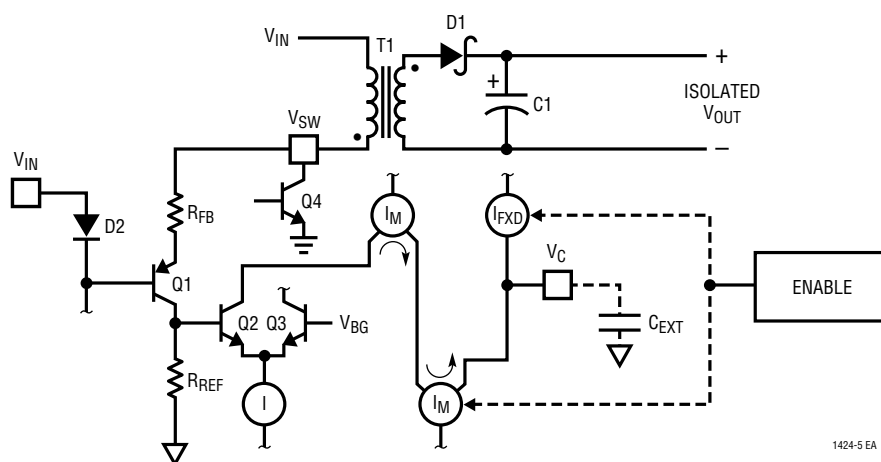 D1
VIN
T1
+
+
C1
ISOLATED
VOUT
−
VSW
VIN
RFB
Q4
IM
IFXD
D2
VC
Q1
ENABLE
Q2
Q3
VBG
CEXT
RREF
I
IM
1424-5 EA